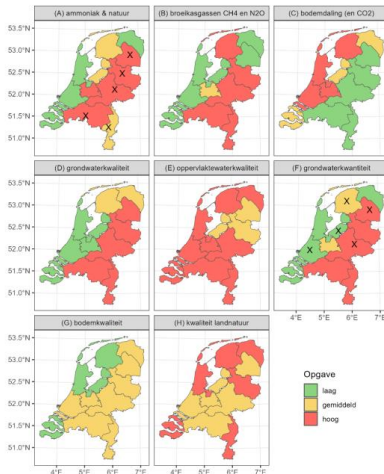 (A) ammoniak & natuur
(B) broeikasgassen CH4 en N2O
(C) bodemdaling (en CO2)
53.5°N
53.0°N
52.5°N
52.0°N
51.5°N
51.0°N
X
X
X
X
X
(D) grondwaterkwaliteit
(E) oppervlaktewaterkwaliteit
(F) grondwaterkwantiteit
53.5°N
53.0°N
52.5°N
52.0°N
51.5°N
51.0°N
X
X
X
X
X
4°E 5°E 6°E 7°E
(G) bodemkwaliteit
(H) kwaliteit landnatuur
53.5°N
53.0°N
52.5°N
52.0°N
51.5°N
51.0°N
4°E 5°E 6°E 7°E
4°E 5°E 6°E 7°E
Opgave
laag
gemiddeld
hoog